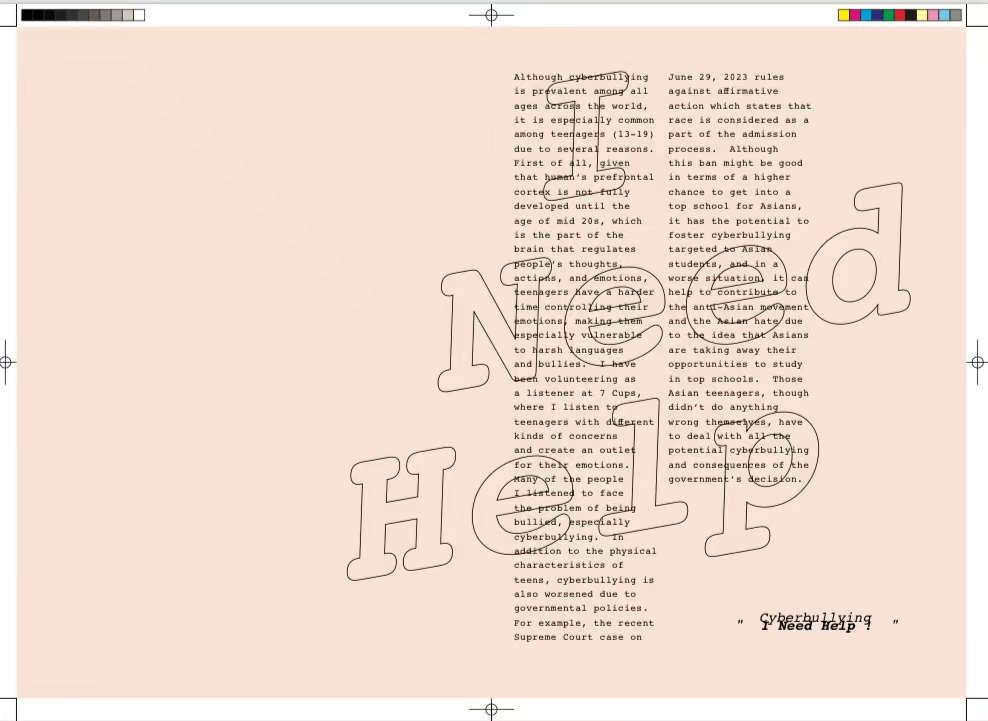 I
Need
Help
Although cyberbullying
is prevalent among all
ages across the world,
it is especially common
among teenagers (13-19)
due to several reasons.
First of all, given
that human's prefrontal
cortex is not fully
developed until the
age of mid 20s, which
is the part of the
brain that regulates
people's thoughts,
actions, and emotions,
teenagers have a harder
time controlling their
emotions, making them
especially vulnerable
to harsh languages
and bullies.  I have
been volunteering as
a listener at 7 Cups,
where I listen to
teenagers with different
kinds of concerns
and create an outlet
for their emotions.
Many of the people
I listened to face
the problem of being
bullied, especially
cyberbullying.  In
addition to the physical
characteristics of
teens, cyberbullying is
also worsened due to
governmental policies.
For example, the recent
Supreme Court case on
June 29, 2023 rules
against affirmative
action which states that
race is considered as a
part of the admission
process.  Although
this ban might be good
in terms of a higher
chance to get into a
top school for Asians,
it has the potential to
foster cyberbullying
targeted to Asian
students, and in a
worse situation, it can
help to contribute to
the anti-Asian movement
and the Asian hate due
to the idea that Asians
are taking away their
opportunities to study
in top schools.  Those
Asian teenagers, though
didn't do anything
wrong themselves, have
to deal with all the
potential cyberbullying
and consequences of the
government's decision.
Cyberbullying
" I Need Help ! "